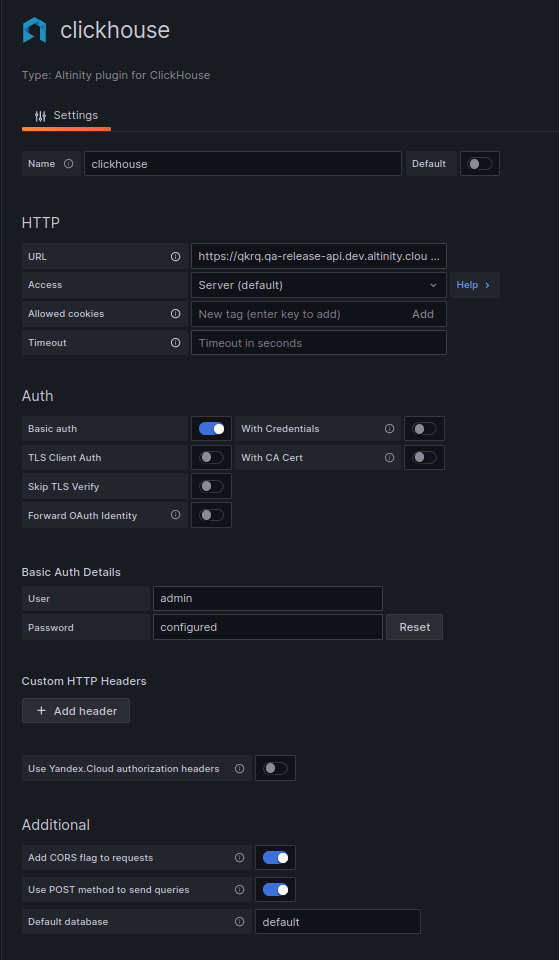 clickhouse
Type: Altinity plugin for ClickHouse
Settings
Name clickhouse Default
HTTP
URL https://qkrq.qa-release-api.dev.altinity.clou ...
Access Server (default) Help >
Allowed cookies New tag (enter key to add) Add
Timeout Timeout in seconds
Auth
Basic auth With Credentials
TLS Client Auth With CA Cert
Skip TLS Verify
Forward OAuth Identity
Basic Auth Details
User admin
Password configured Reset
Custom HTTP Headers
+ Add header
Use Yandex.Cloud authorization headers
Additional
Add CORS flag to requests
Use POST method to send queries
Default database default